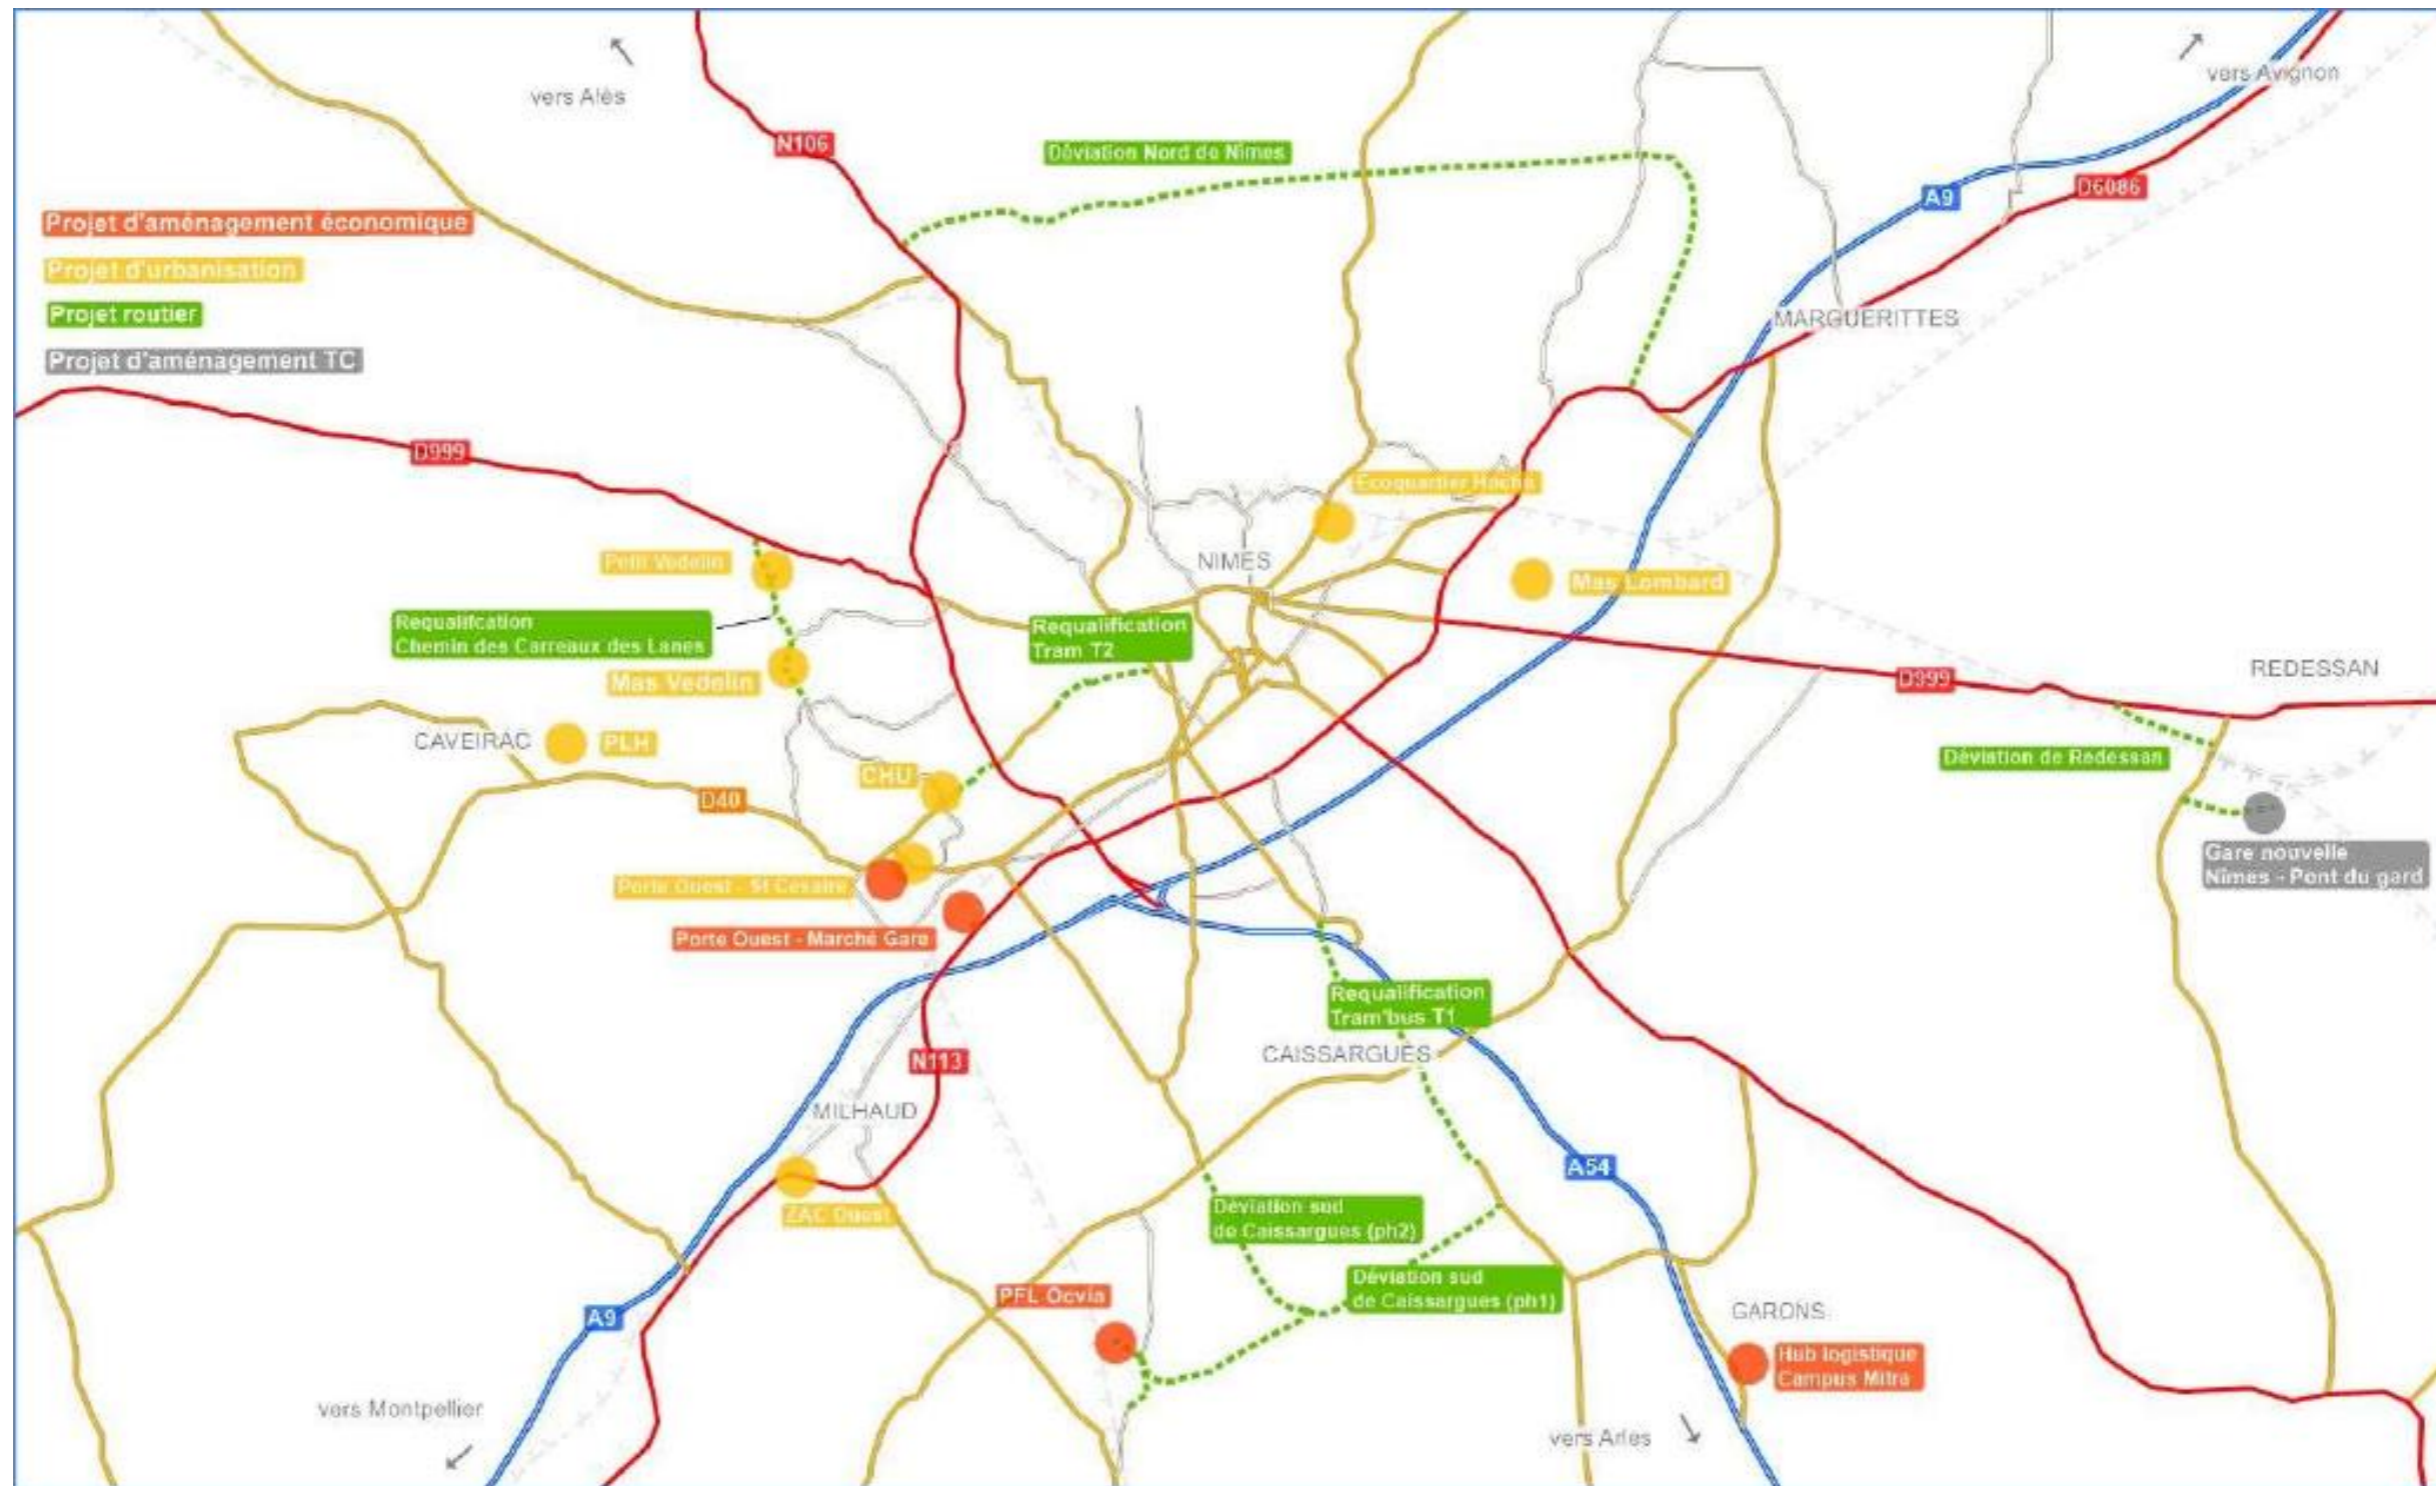 vers Alès
vers Avignon
N106
Déviation Nord de Nîmes
A9
D6086
Projet d'aménagement économique
Projet d'urbanisation
Projet routier
Projet d'aménagement TC
MARGUERITTES
D999
Ecoquartier Hoche
NIMES
Petit Vedelin
Mas Lombard
Requalifcation
Chemin des Carreaux des Lanes
Requalification
Tram T2
Mas Vedelin
D999
REDESSAN
CAVEIRAC
PLH
CHU
Déviation de Redessan
D40
Gare nouvelle
Nîmes - Pont du gard
Porte Ouest - St Cesaire
Porte Ouest - Marché Gare
Requalification
Tram'bus T1
CAISSARGUES
N113
MILHAUD
A54
ZAC Ouest
Déviation sud
de Caissargues (ph2)
Déviation sud
de Caissargues (ph1)
PFL Ocvia
A9
GARONS
Hub logistique
Campus Mitra
vers Montpellier
vers Arles